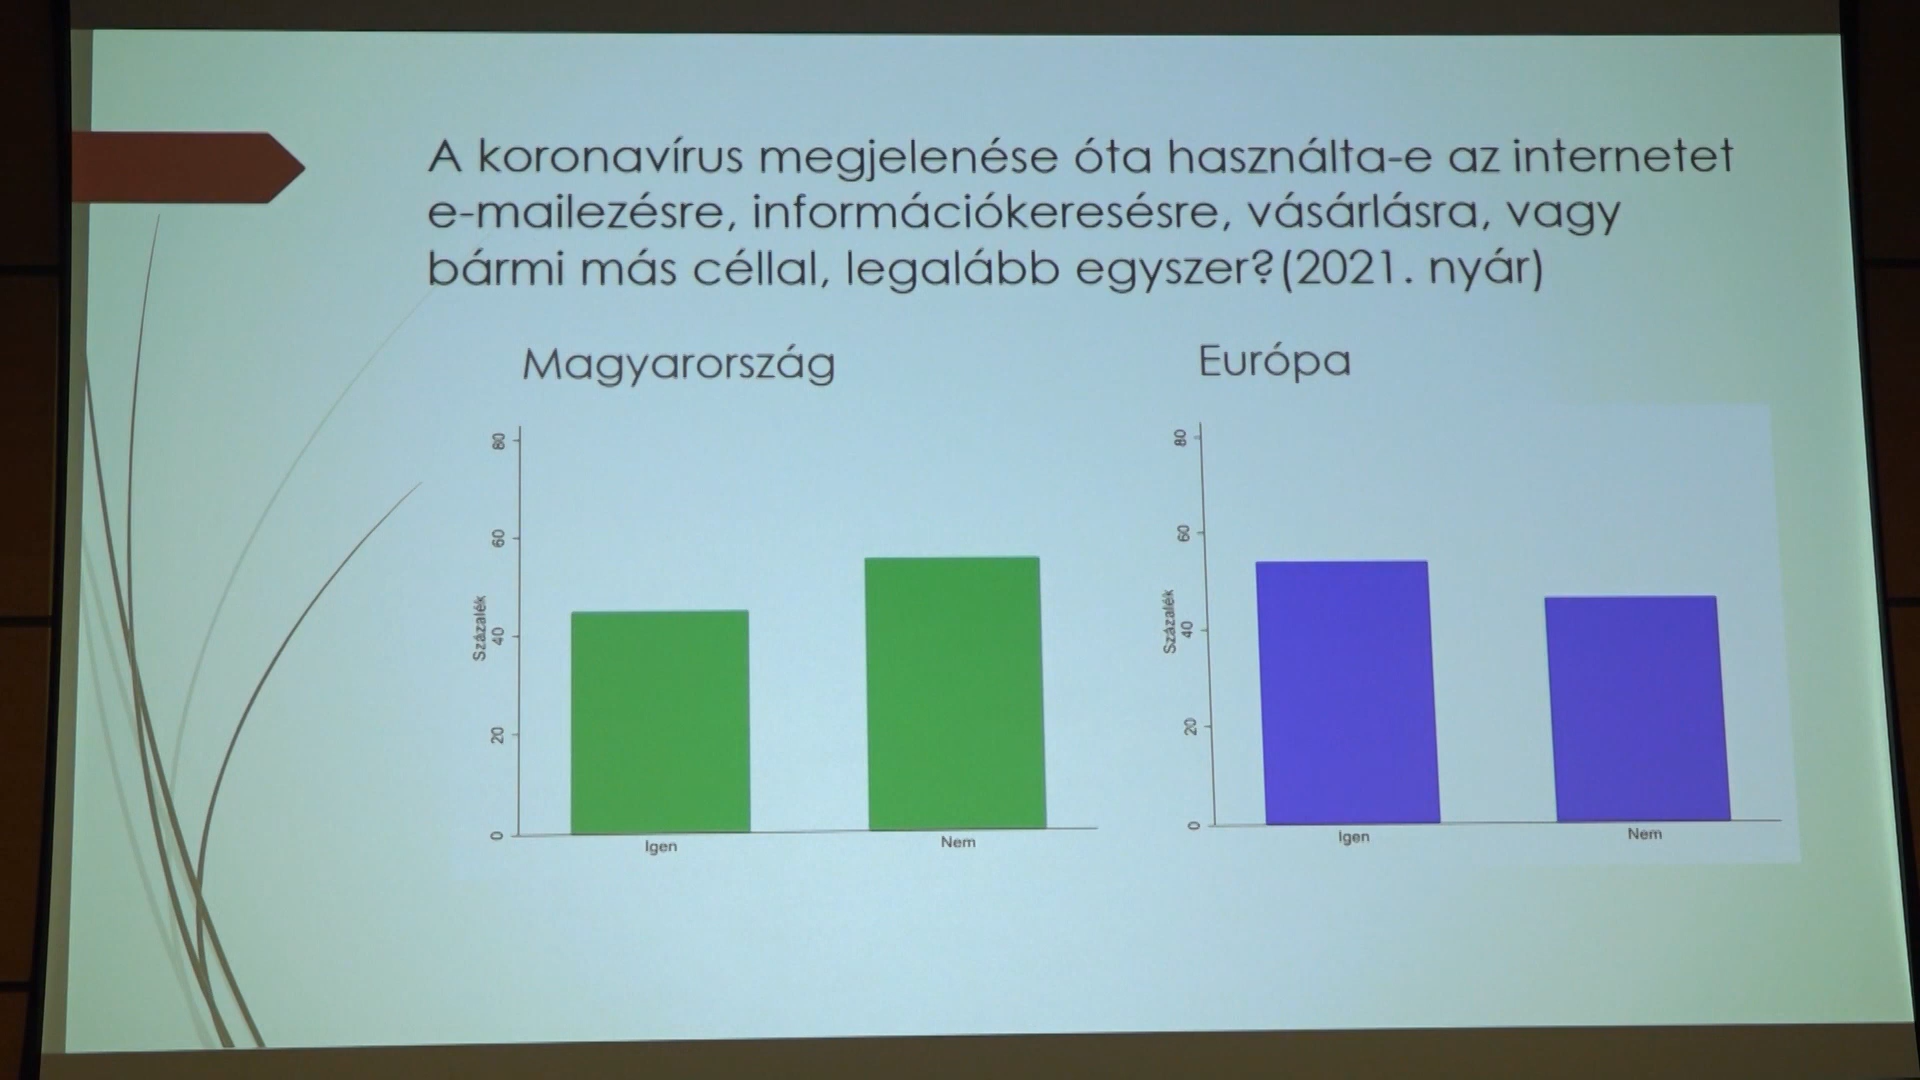 A koronavírus megjelenése óta használta-e az internetet
e-mailezésre, információkeresésre, vásárlásra, vagy
bármi más céllal, legalább egyszer?(2021. nyár)
Magyarország
Százalék
80
60
40
20
0
Igen
Nem
Európa
Százalék
80
60
40
20
0
Igen
Nem